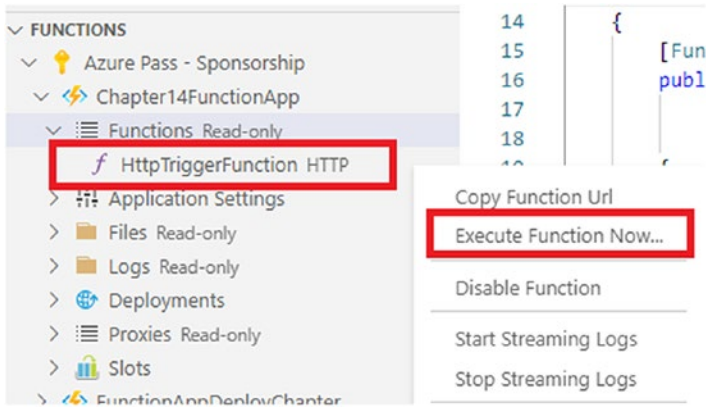 FUNCTIONS
Azure Pass - Sponsorship
Chapter14FunctionApp
Functions Read-only
HttpTriggerFunction HTTP
Application Settings
Files Read-only
Logs Read-only
Deployments
Proxies Read-only
Slots
FunctionAppDeployChapter
14 {
15 [Fun
16 publ
17
18
Copy Function Url
Execute Function Now...
Disable Function
Start Streaming Logs
Stop Streaming Logs